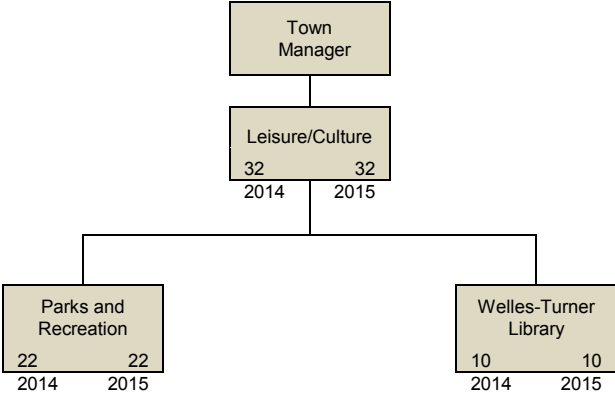 Town
Manager
Leisure/Culture
32 32
2014 2015
Parks and
Recreation
22 22
2014 2015
Welles-Turner
Library
10 10
2014 2015